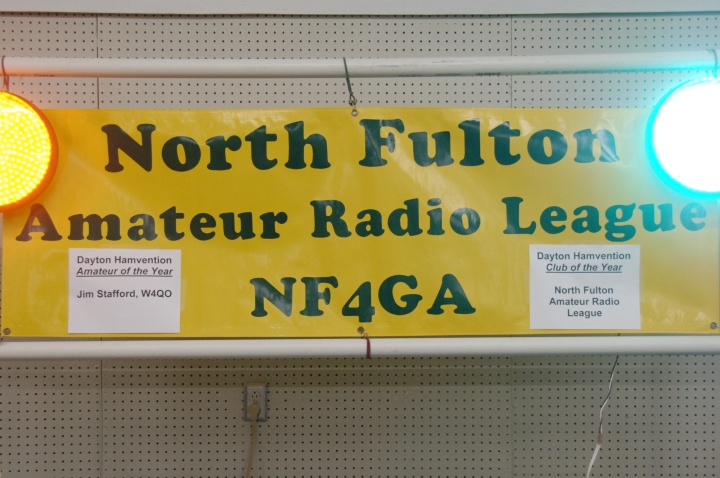 North Fulton
Amateur Radio League
NF4GA
Dayton Hamvention
Amateur of the Year
Jim Stafford, W4QO
Dayton Hamvention
Club of the Year
North Fulton
Amateur Radio
League